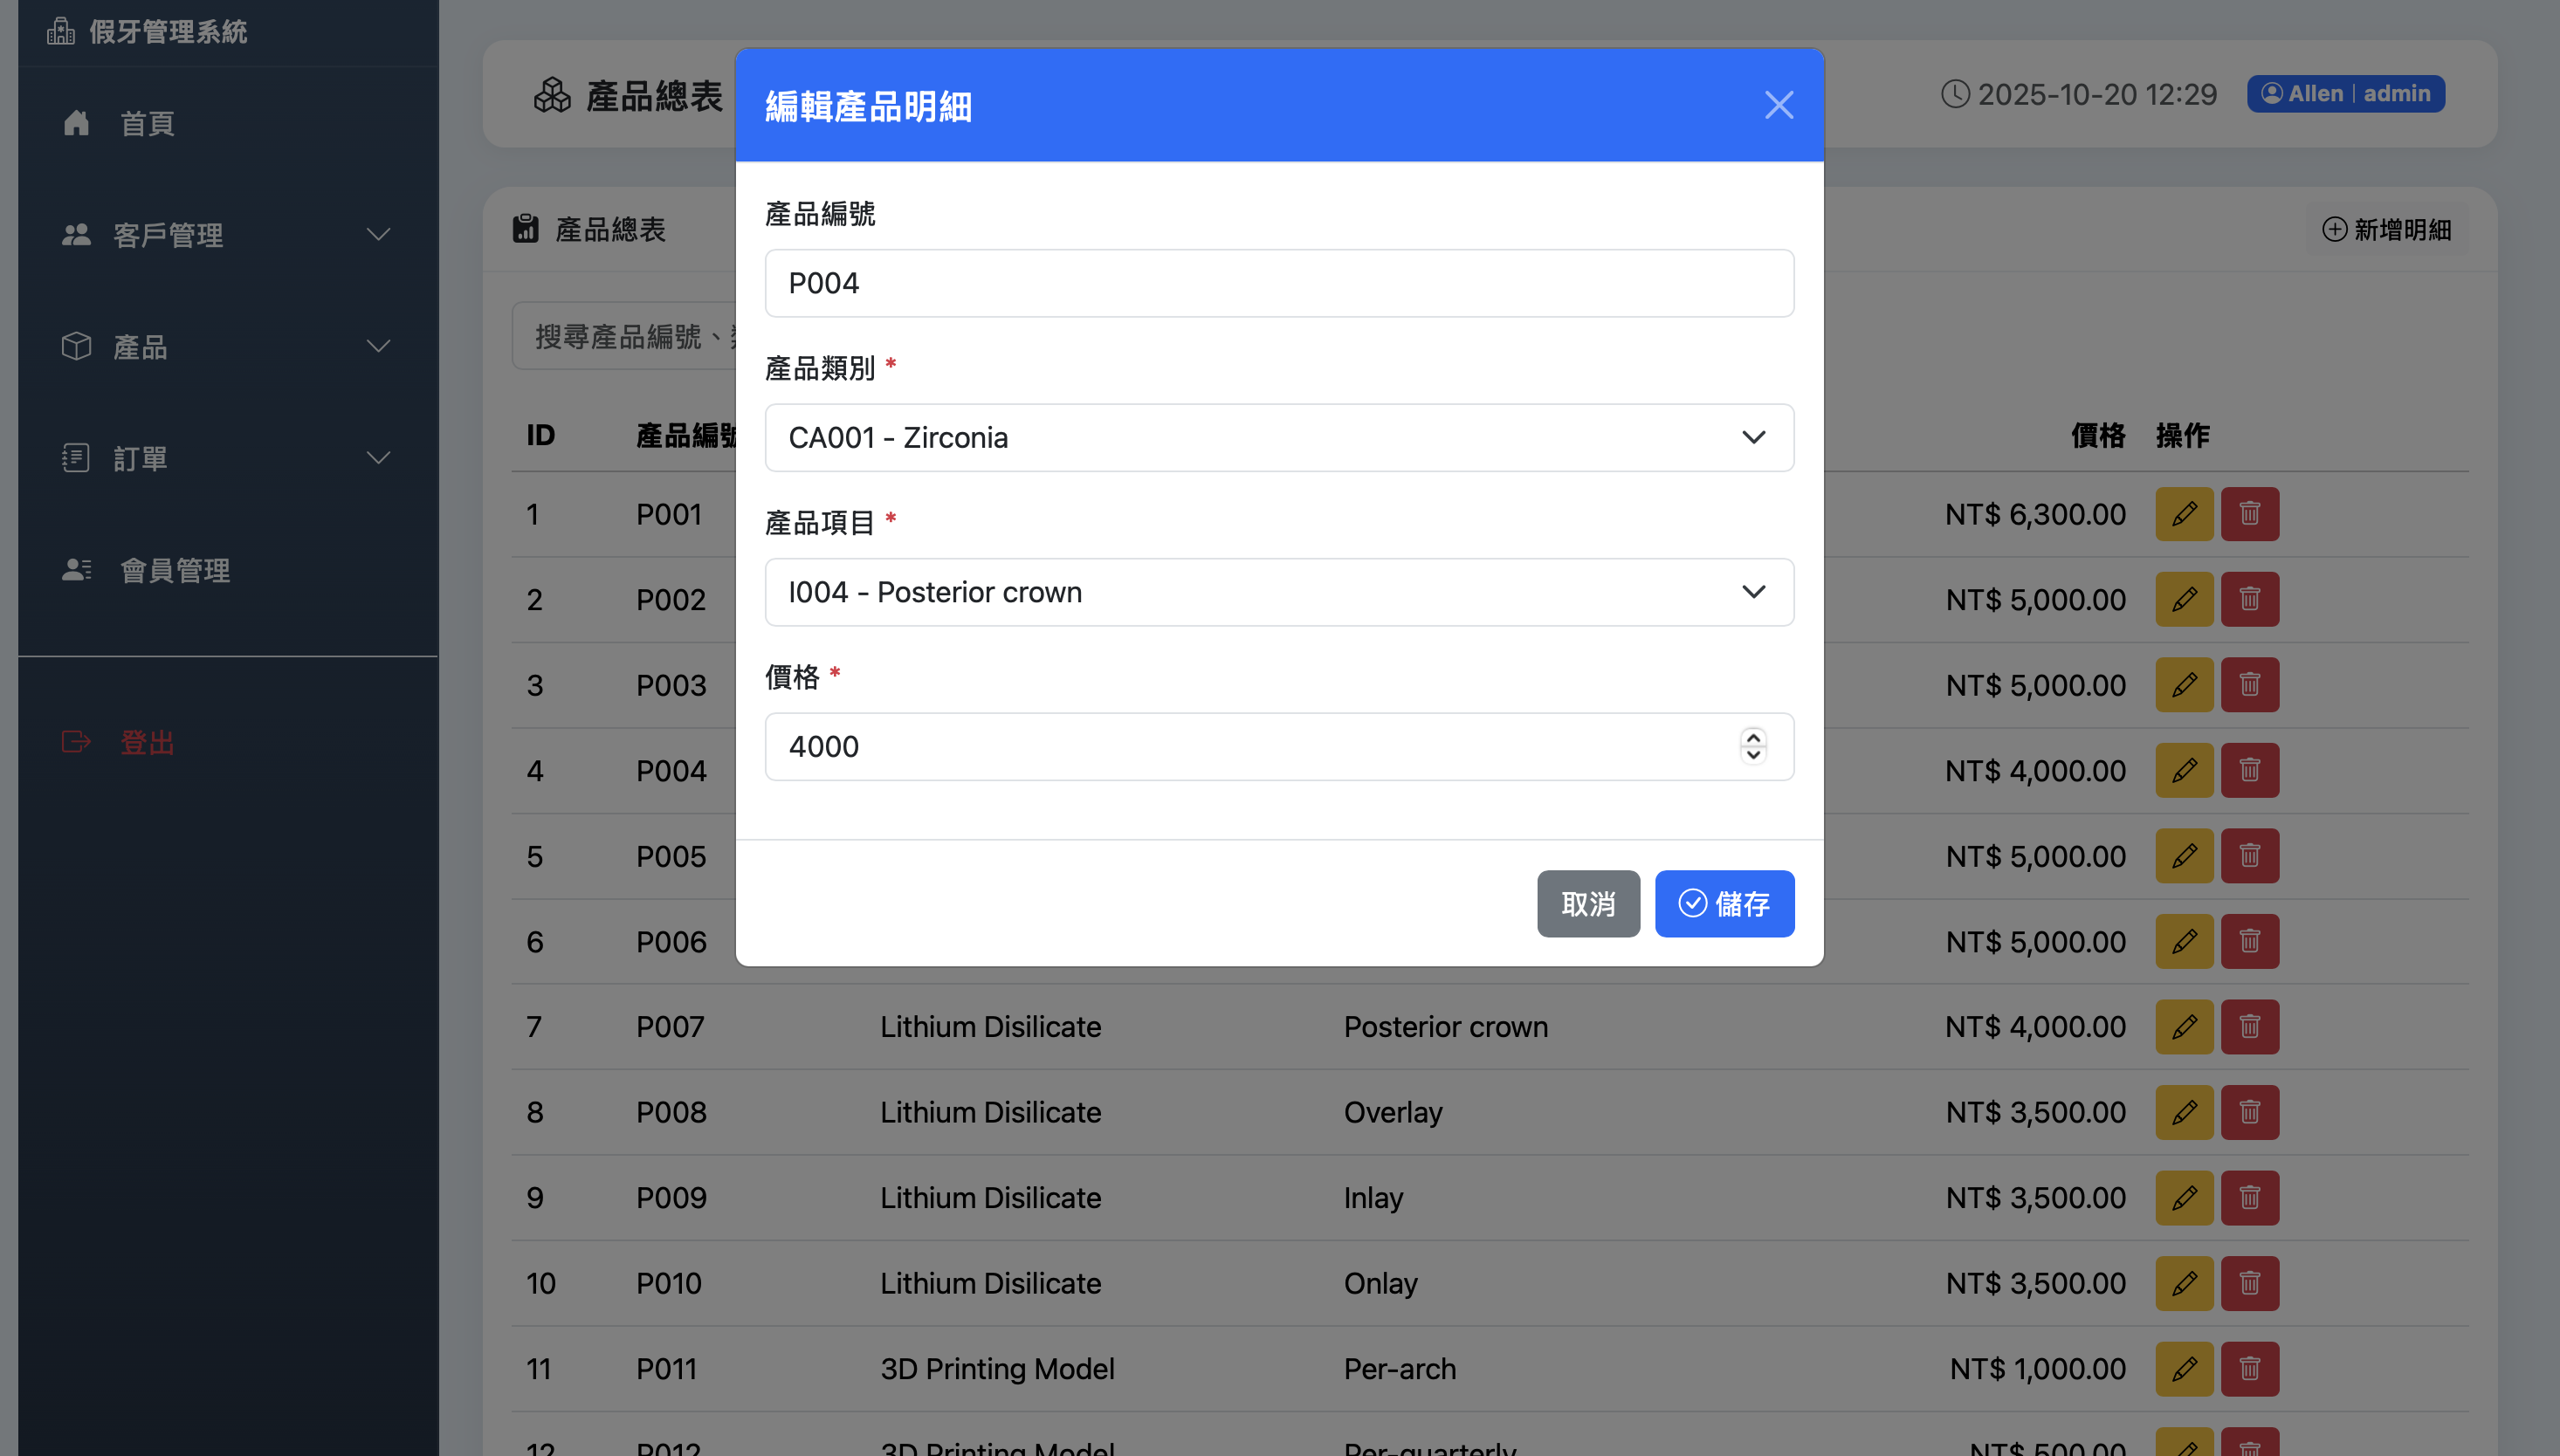 假牙管理系統
首頁
客戶管理
產品
訂單
會員管理
登出
產品總表
2025-10-20 12:29
Allen | admin
產品總表
新增明細
搜尋產品編號、
ID 產品編號 價格 操作
1 P001 NT$ 6,300.00
2 P002 NT$ 5,000.00
3 P003 NT$ 5,000.00
4 P004 NT$ 4,000.00
5 P005 NT$ 5,000.00
6 P006 NT$ 5,000.00
7 P007 Lithium Disilicate Posterior crown NT$ 4,000.00
8 P008 Lithium Disilicate Overlay NT$ 3,500.00
9 P009 Lithium Disilicate Inlay NT$ 3,500.00
10 P010 Lithium Disilicate Onlay NT$ 3,500.00
11 P011 3D Printing Model Per-arch NT$ 1,000.00
12 P012 3D Printing Model Per-quarterly NT$ 500.00
編輯產品明細
產品編號
P004
產品類別 *
CA001 - Zirconia
產品項目 *
I004 - Posterior crown
價格 *
4000
取消
儲存